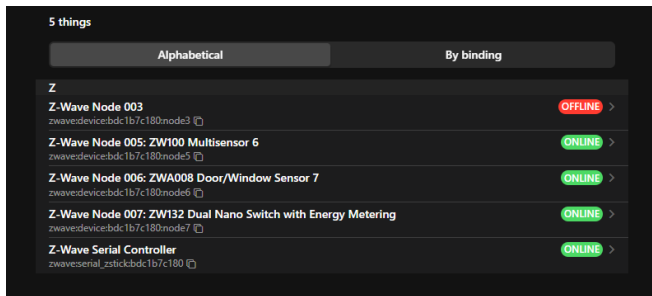 5 things
Alphabetical
By binding
Z
Z-Wave Node 003
OFFLINE
zwave:device:bdc1b7c180:node3
Z-Wave Node 005: ZW100 Multisensor 6
ONLINE
zwave:device:bdc1b7c180:node5
Z-Wave Node 006: ZWA008 Door/Window Sensor 7
ONLINE
zwave:device:bdc1b7c180:node6
Z-Wave Node 007: ZW132 Dual Nano Switch with Energy Metering
ONLINE
zwave:device:bdc1b7c180:node7
Z-Wave Serial Controller
ONLINE
zwave:serial_zstick:bdc1b7c180